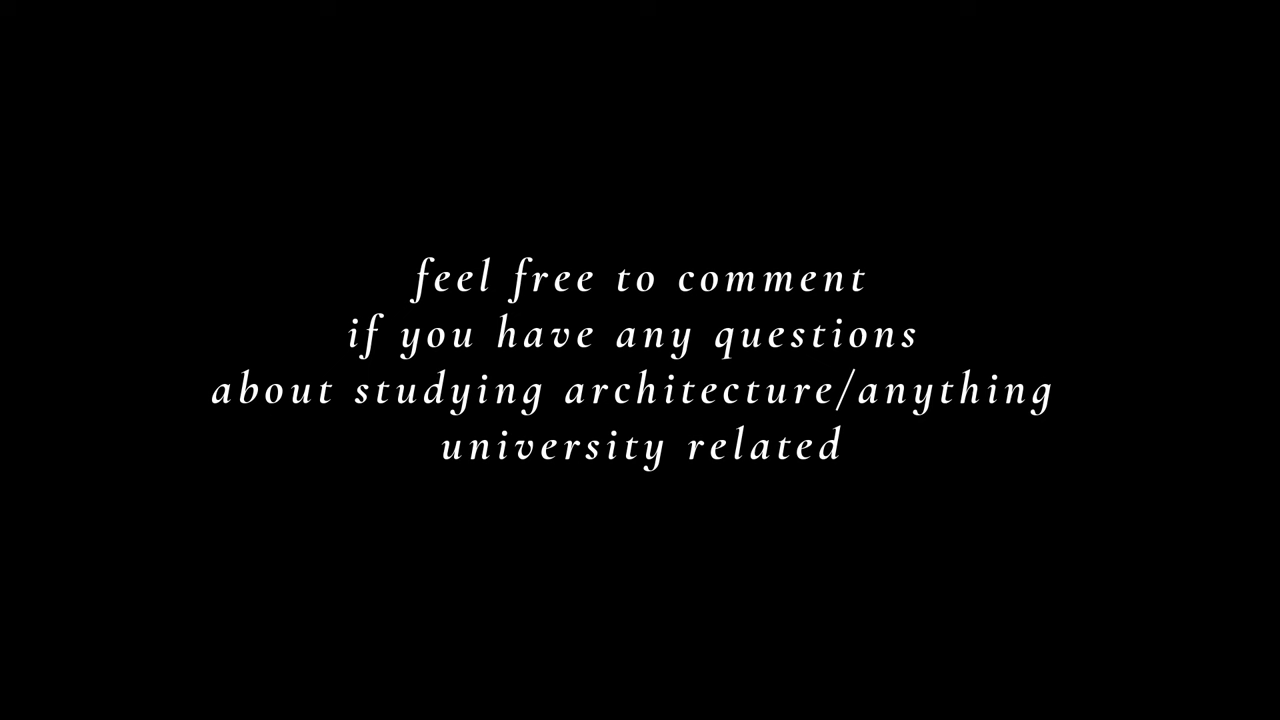 feel free to comment
if you have any questions
about studying architecture/anything
university related